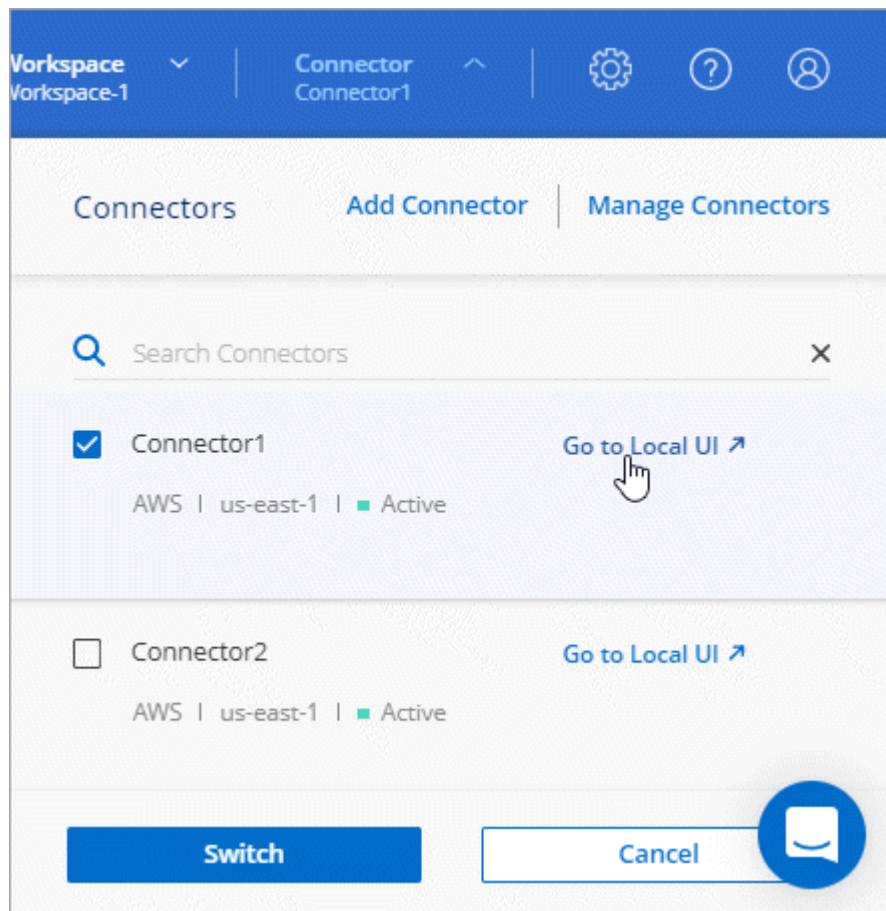 Workspace
Workspace-1
Connector
Connector1
Connectors
Add Connector
Manage Connectors
Search Connectors
Connector1
Go to Local UI
AWS | us-east-1 | Active
Connector2
Go to Local UI
AWS | us-east-1 | Active
Switch
Cancel